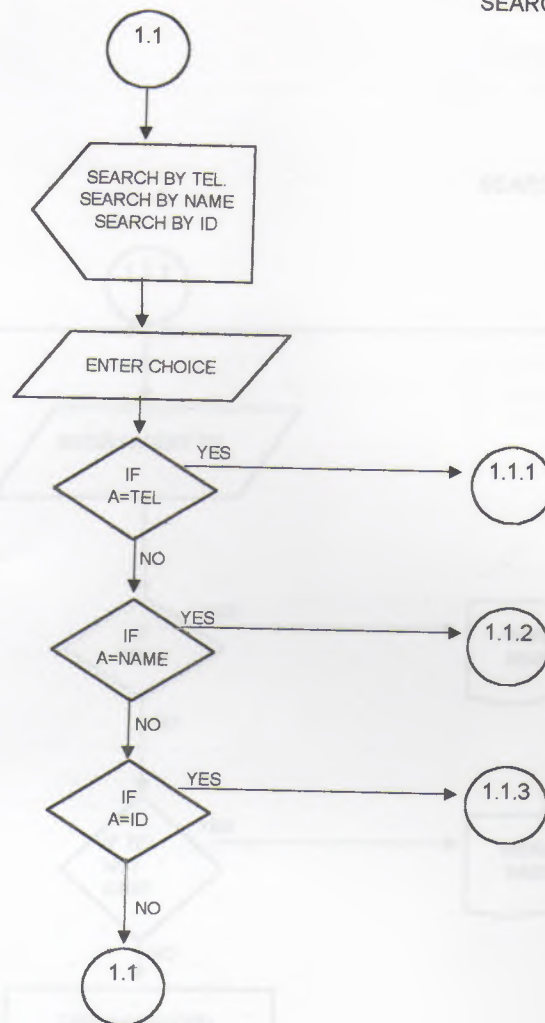 SEARC
1.1
SEARCH BY TEL.
SEARCH BY NAME
SEARCH BY ID
ENTER CHOICE
IF
A=TEL
YES
1.1.1
NO
IF
A=NAME
YES
1.1.2
NO
IF
A=ID
YES
1.1.3
NO
1.1